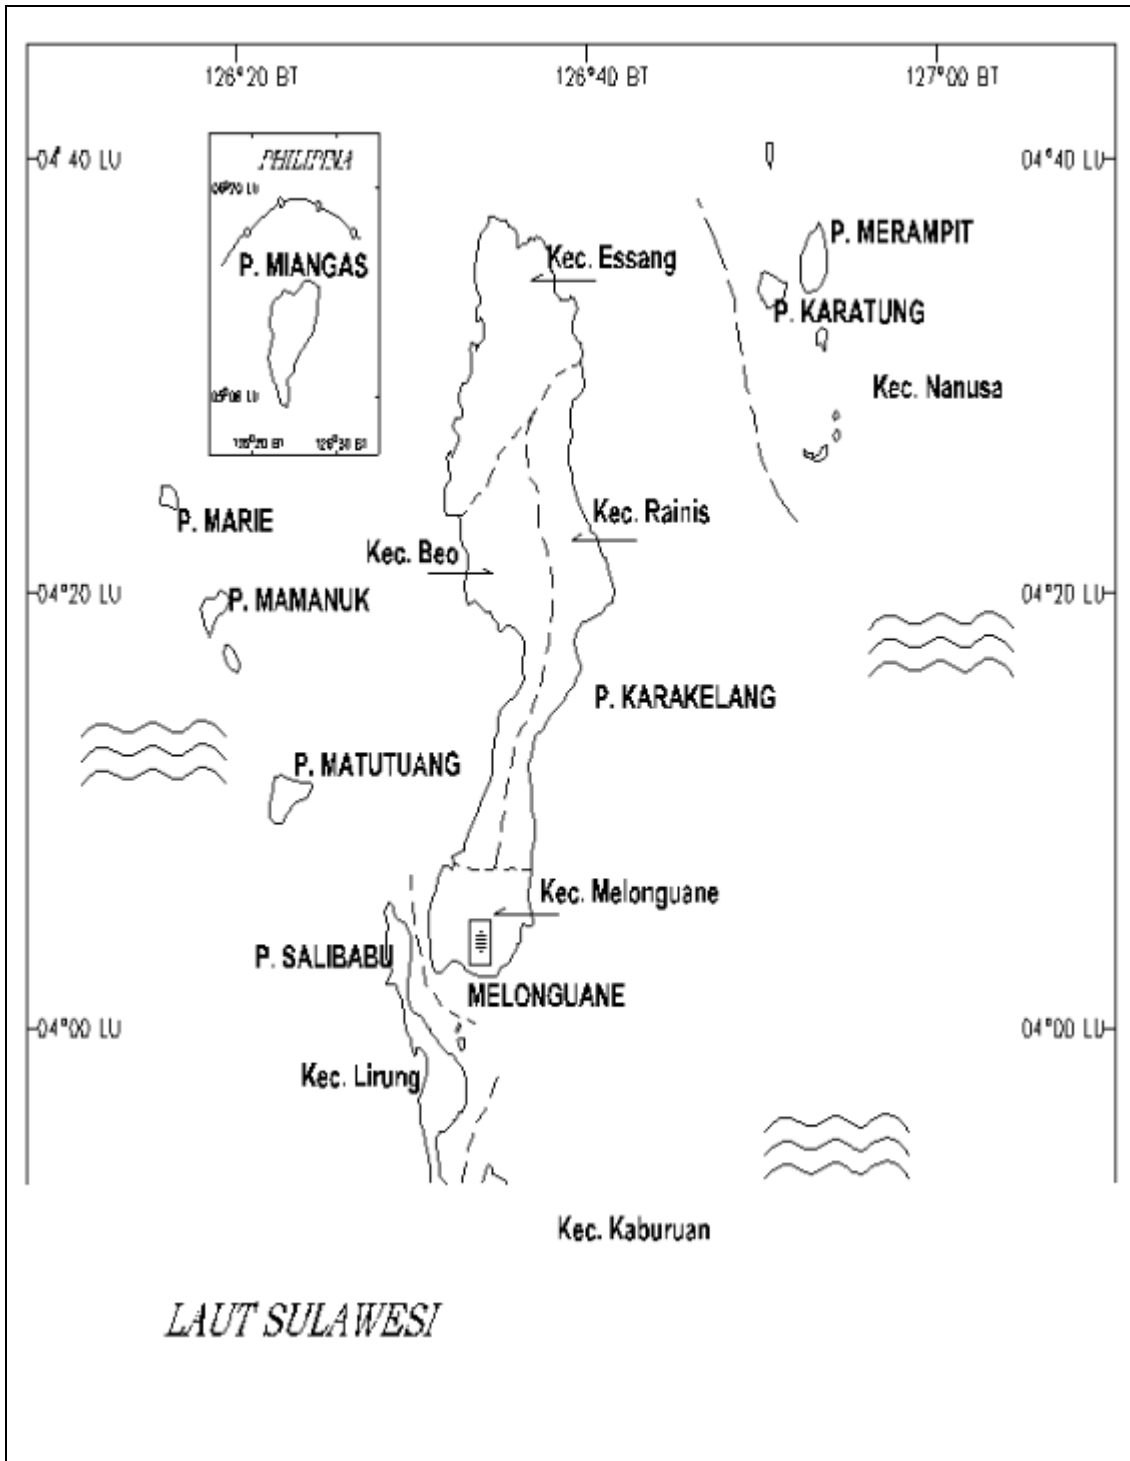 126°20 BT
126°40 BT
127°00 BT
04°40 LU
04°40 LU
PHILIPINA
P. MIANGAS
P. MERAMPIT
Kec. Essang
P. KARATUNG
Kec. Nanusa
P. MARIE
Kec. Rainis
Kec. Beo
04°20 LU
P. MAMANUK
04°20 LU
P. KARAKELANG
P. MATUTUANG
Kec. Melonguane
P. SALIBABU
MELONGUANE
04°00 LU
04°00 LU
Kec. Lirung
Kec. Kaburuan
LAUT SULAWESI